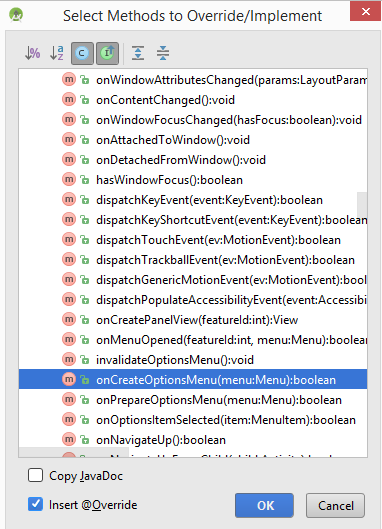 Select Methods to Override/Implement
onWindowAttributesChanged(params:LayoutParam
onContentChanged():void
onWindowFocusChanged(hasFocus:boolean):void
onAttachedToWindow():void
onDetachedFromWindow():void
hasWindowFocus():boolean
dispatchKeyEvent(event:KeyEvent):boolean
dispatchKeyShortcutEvent(event:KeyEvent):boolean
dispatchTouchEvent(ev:MotionEvent):boolean
dispatchTrackballEvent(ev:MotionEvent):boolean
dispatchGenericMotionEvent(ev:MotionEvent):boole
dispatchPopulateAccessibilityEvent(event:Accessibi
onCreatePanelView(featureId:int):View
onMenuOpened(featureId:int, menu:Menu):boolean
invalidateOptionsMenu():void
onCreateOptionsMenu(menu:Menu):boolean
onPrepareOptionsMenu(menu:Menu):boolean
onOptionsItemSelected(item:MenuItem):boolean
onNavigateUp():boolean
Copy JavaDoc
Insert @Override
OK Cancel